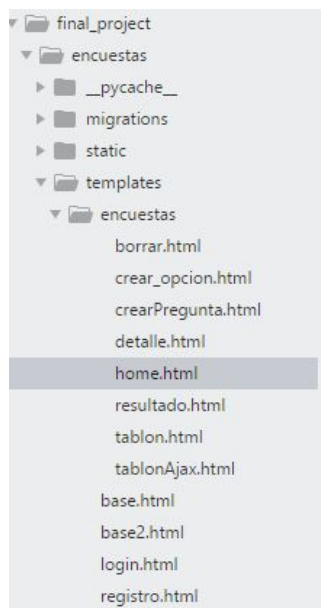 final_project
encuestas
__pycache__
migrations
static
templates
encuestas
borrar.html
crear_opcion.html
crearPregunta.html
detalle.html
home.html
resultado.html
tablon.html
tablonAjax.html
base.html
base2.html
login.html
registro.html